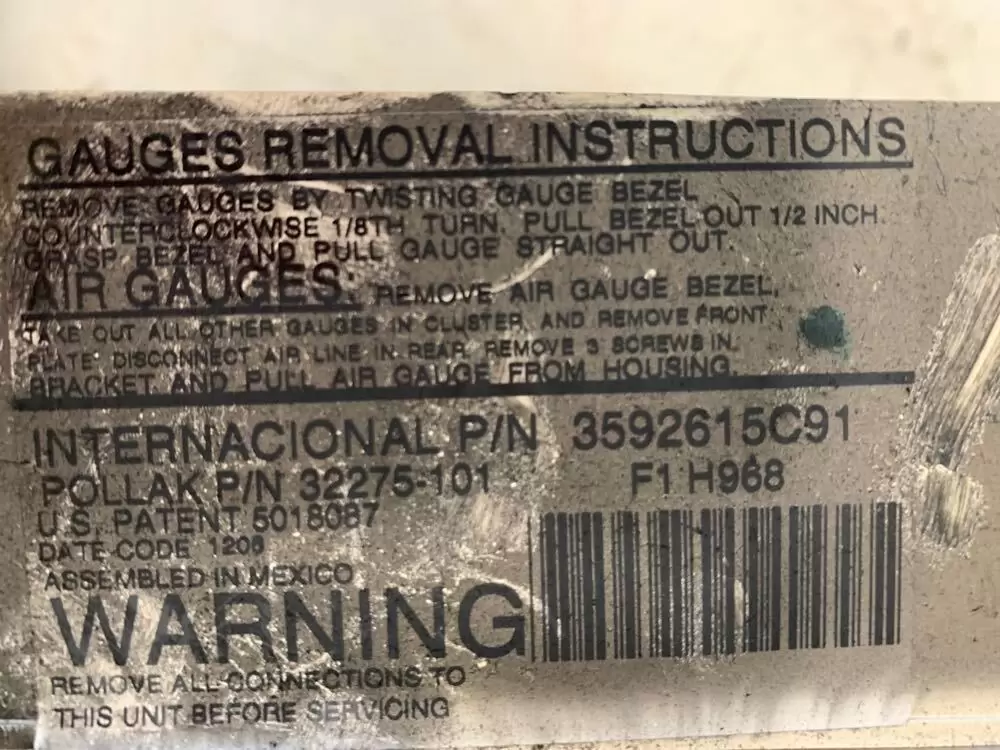 GAUGES REMOVAL INSTRUCTIONS
REMOVE GAUGES BY TWISTING GAUGE BEZEL
COUNTERCLOCKWISE 1/8TH TURN. PULL BEZEL OUT 1/2 INCH.
GRASP BEZEL AND PULL GAUGE STRAIGHT OUT.
AIR GAUGES: REMOVE AIR GAUGE BEZEL,
TAKE OUT ALL OTHER GAUGES IN CLUSTER, AND REMOVE FRONT
PLATE. DISCONNECT AIR LINE IN REAR. REMOVE 3 SCREWS IN
BRACKET AND PULL AIR GAUGE FROM HOUSING.
INTERNACIONAL P/N 3592615C91
POLLAK P/N 32275-101 F1 H968
U.S. PATENT 5018087
DATE CODE 1206
ASSEMBLED IN MEXICO
WARNING
REMOVE ALL CONNECTIONS TO
THIS UNIT BEFORE SERVICING